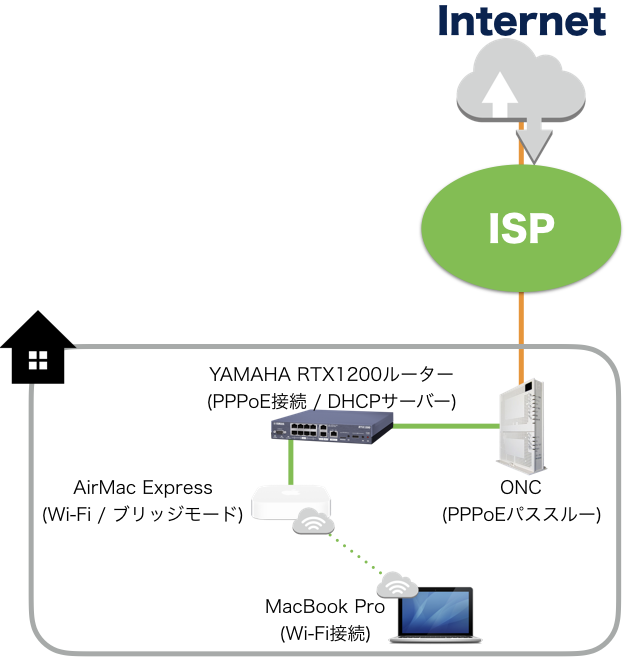 Internet
ISP
YAMAHA RTX1200ルーター
(PPPoE接続 / DHCPサーバー)
AirMac Express
(Wi-Fi / ブリッジモード)
ONC
(PPPoEパススルー)
MacBook Pro
(Wi-Fi接続)